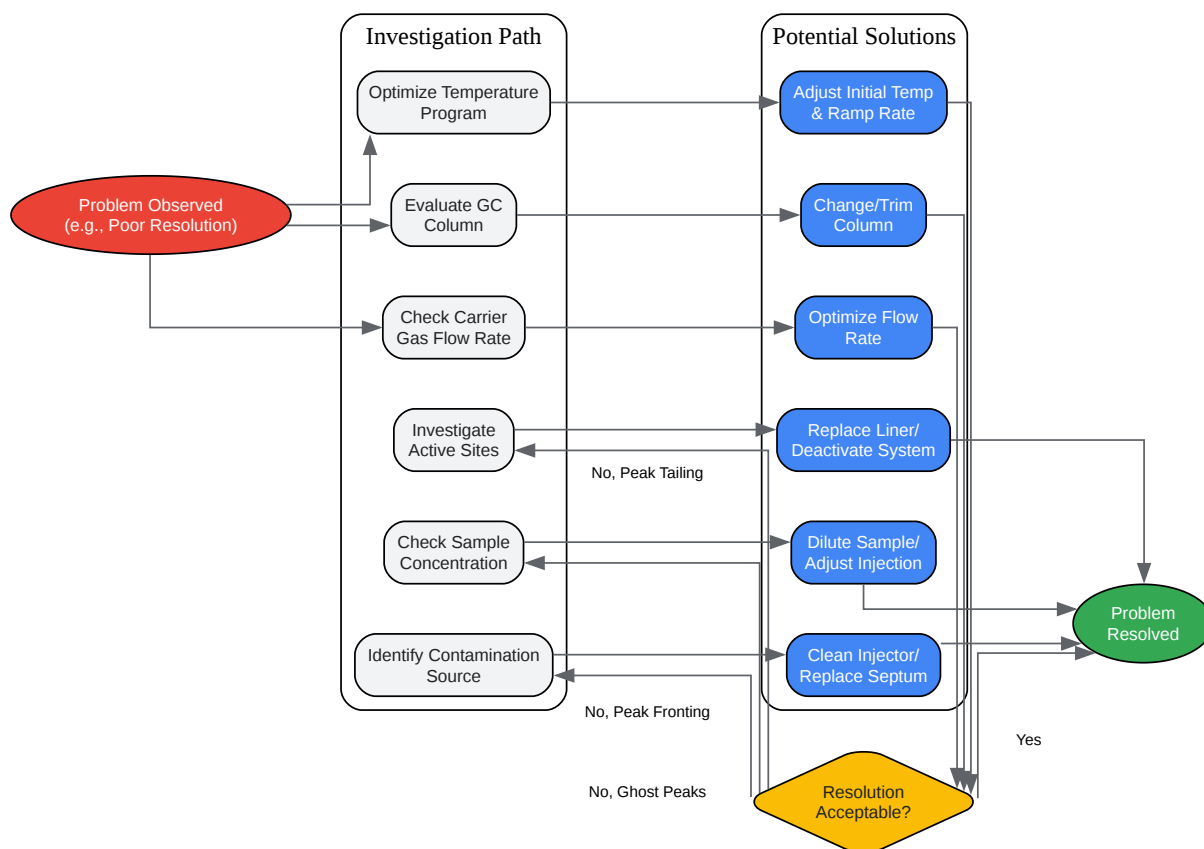 Investigation Path
Potential Solutions
Optimize Temperature
Program
Adjust Initial Temp
& Ramp Rate
Problem Observed
(e.g., Poor Resolution)
Evaluate GC
Column
Change/Trim
Column
Check Carrier
Gas Flow Rate
Optimize Flow
Rate
Investigate
Active Sites
Replace Liner/
Deactivate System
No, Peak Tailing
Check Sample
Concentration
Dilute Sample/
Adjust Injection
Problem
Resolved
Identify Contamination
Source
Clean Injector/
Replace Septum
No, Peak Fronting
Yes
No, Ghost Peaks
Resolution
Acceptable?